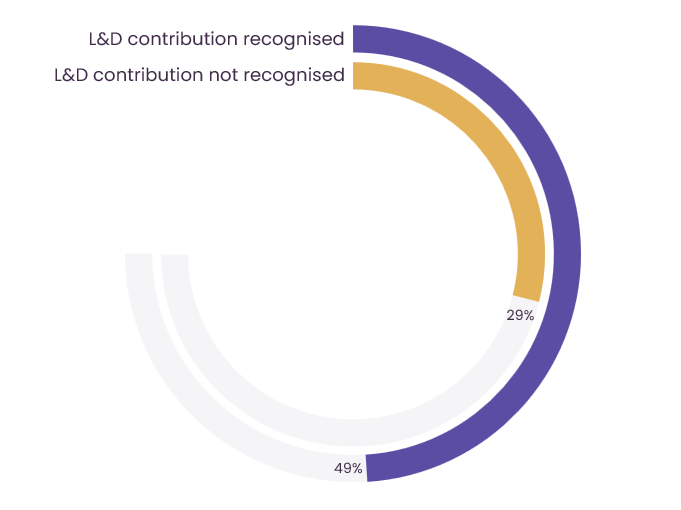 L&D contribution recognised
L&D contribution not recognised
29%
49%